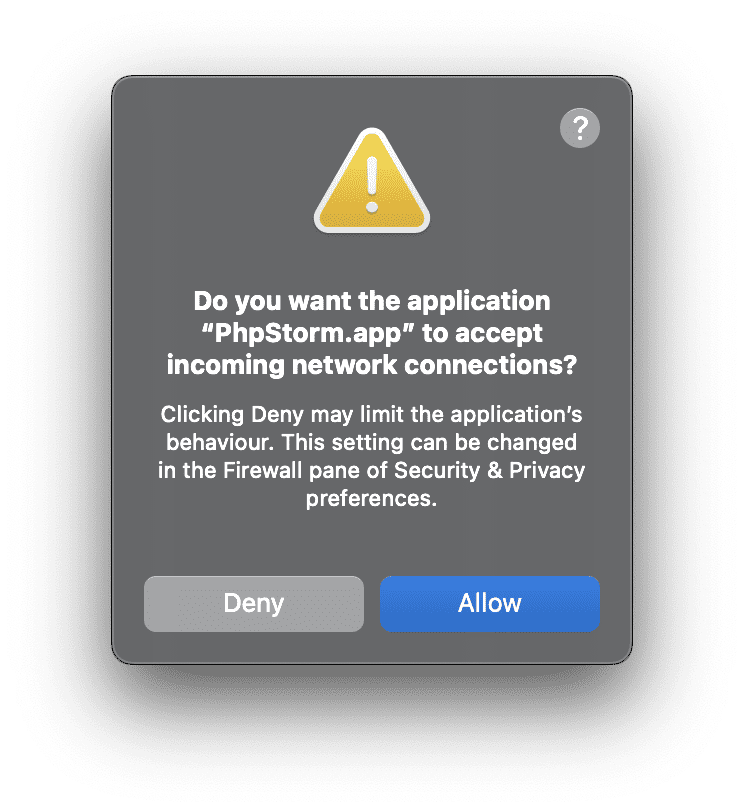 ?
Do you want the application
“PhpStorm.app” to accept
incoming network connections?
Clicking Deny may limit the application’s
behaviour. This setting can be changed
in the Firewall pane of Security & Privacy
preferences.
Deny
Allow